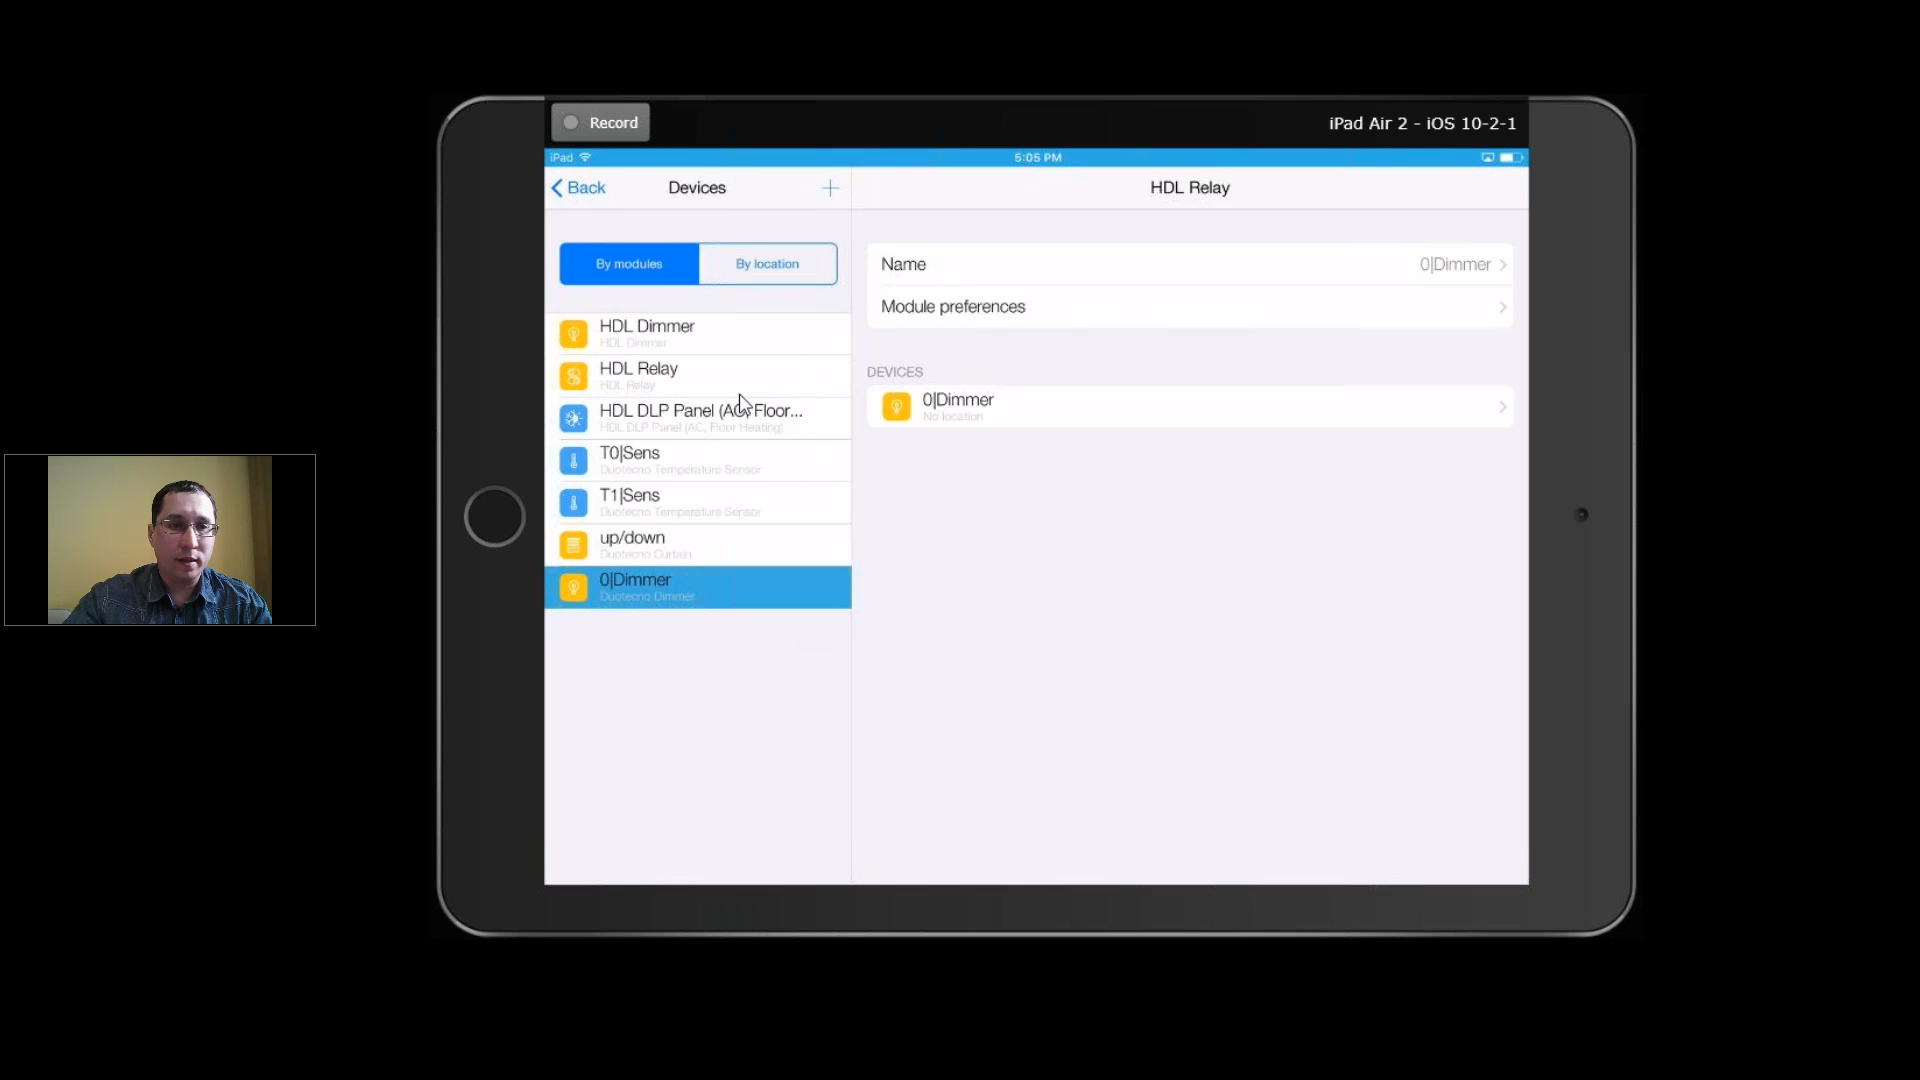 Record
iPad Air 2 - iOS 10-2-1
iPad
5:05 PM
Back
Devices
+
HDL Relay
By modules
By location
HDL Dimmer
HDL Dimmer
HDL Relay
HDL Relay
HDL DLP Panel (AC, Floor...
HDL DLP Panel (AC, Floor Heating)
T0|Sens
Duotecno Temperature Sensor
T1|Sens
Duotecno Temperature Sensor
up/down
Duotecno Curtain
0|Dimmer
Duotecno Dimmer
Name
0|Dimmer
Module preferences
DEVICES
0|Dimmer
No location